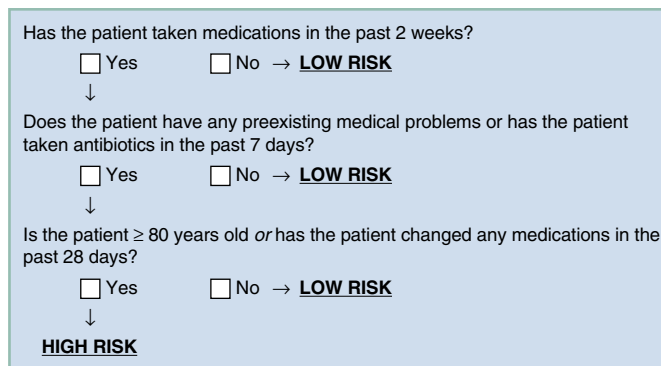 Has the patient taken medications in the past 2 weeks?
☐ Yes ☐ No → LOW RISK
↓
Does the patient have any preexisting medical problems or has the patient
taken antibiotics in the past 7 days?
☐ Yes ☐ No → LOW RISK
↓
Is the patient ≥ 80 years old or has the patient changed any medications in the
past 28 days?
☐ Yes ☐ No → LOW RISK
↓
HIGH RISK